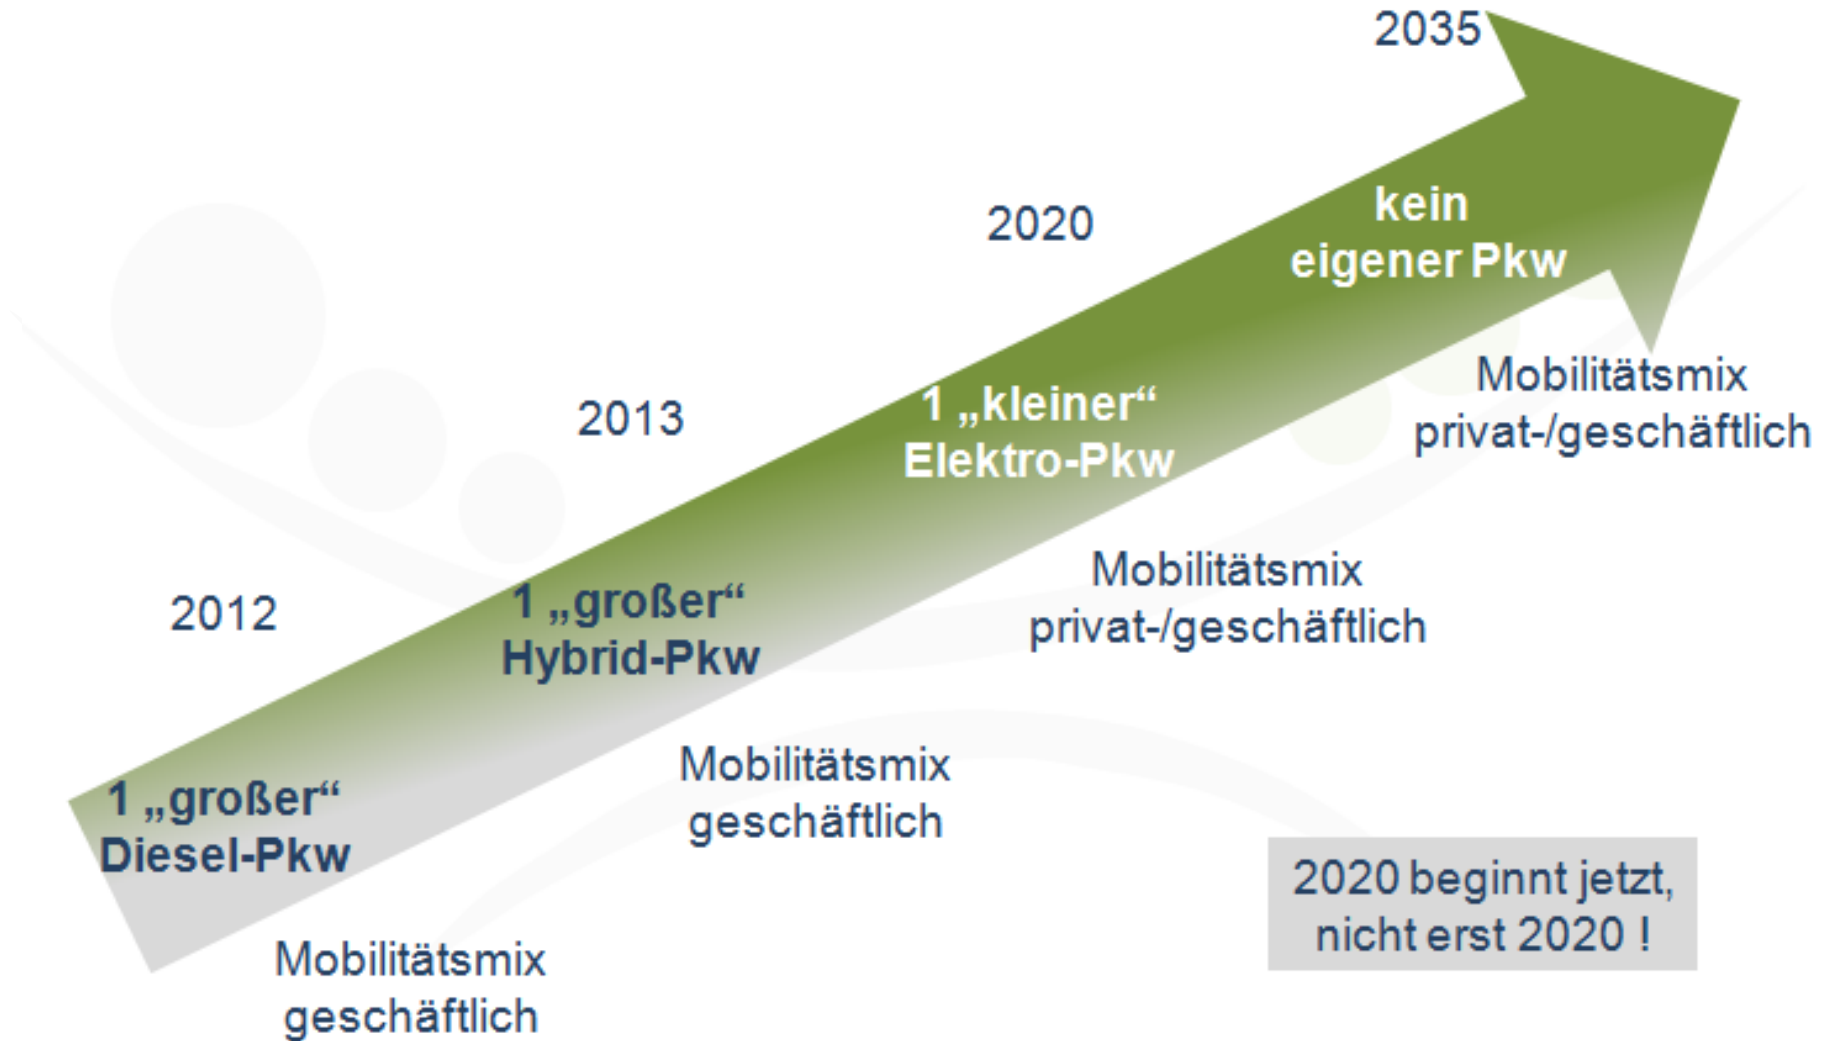 2012
1 „großer“
Diesel-Pkw
Mobilitätsmix
geschäftlich
2013
1 „großer“
Hybrid-Pkw
Mobilitätsmix
geschäftlich
2020
1 „kleiner“
Elektro-Pkw
Mobilitätsmix
privat-/geschäftlich
2035
kein
eigener Pkw
Mobilitätsmix
privat-/geschäftlich
2020 beginnt jetzt,
nicht erst 2020 !